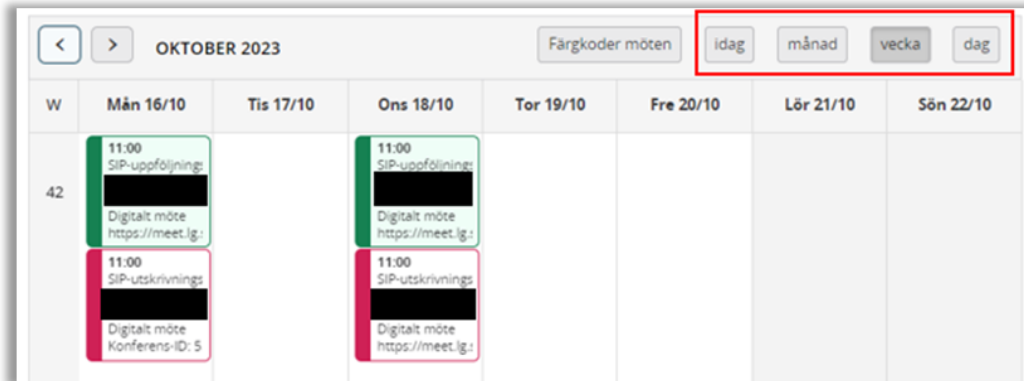 < > OKTOBER 2023 Färgkoder möten idag månad vecka dag
W Mån 16/10 Tis 17/10 Ons 18/10 Tor 19/10 Fre 20/10 Lör 21/10 Sön 22/10
42
11:00
SIP-uppföljnings
Digitalt möte
https://meet.lg.
11:00
SIP-utskrivnings
Digitalt möte
Konferens-ID: 5
11:00
SIP-uppföljnings
Digitalt möte
https://meet.lg.
11:00
SIP-utskrivnings
Digitalt möte
https://meet.lg.